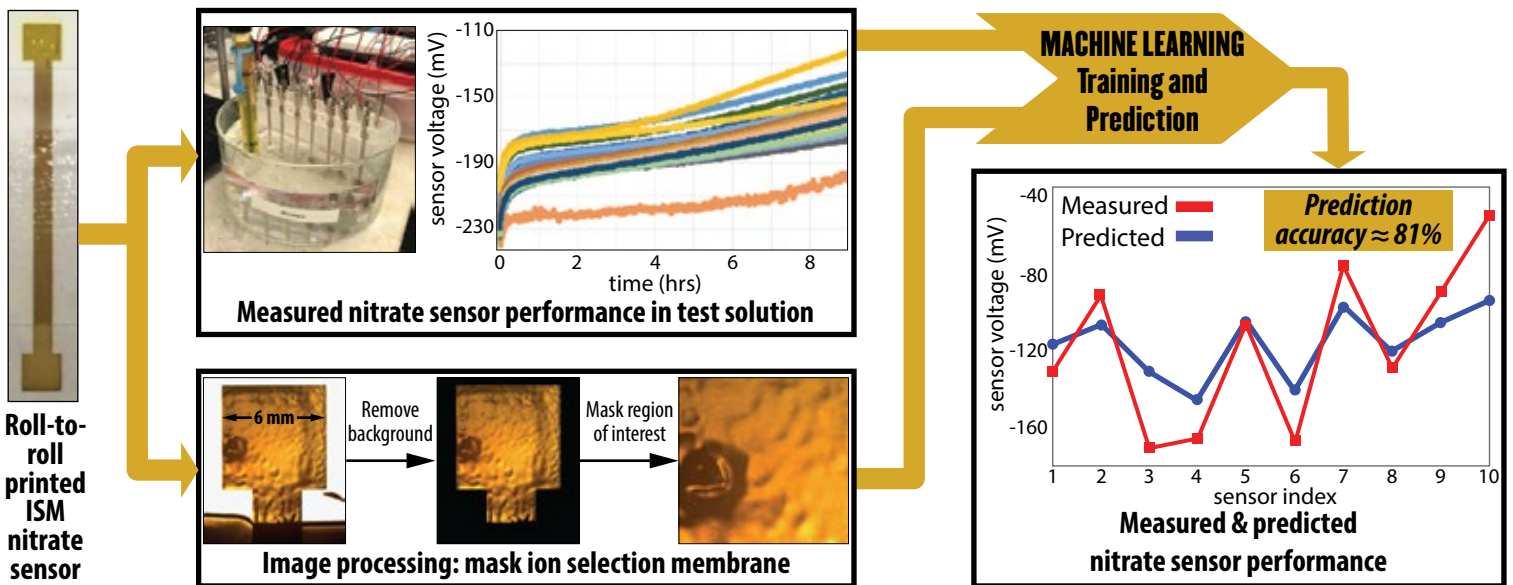 Roll-to-
roll
printed
ISM
nitrate
sensor
sensor voltage (mV)
-110
-150
-190
-230
0 2 4 6 8
time (hrs)
Measured nitrate sensor performance in test solution
6 mm
Remove
background
Mask region
of interest
Image processing: mask ion selection membrane
MACHINE LEARNING
Training and
Prediction
sensor voltage (mV)
-40
-80
-120
-160
Measured
Predicted
Prediction
accuracy ≈ 81%
1 2 3 4 5 6 7 8 9 10
sensor index
Measured & predicted
nitrate sensor performance